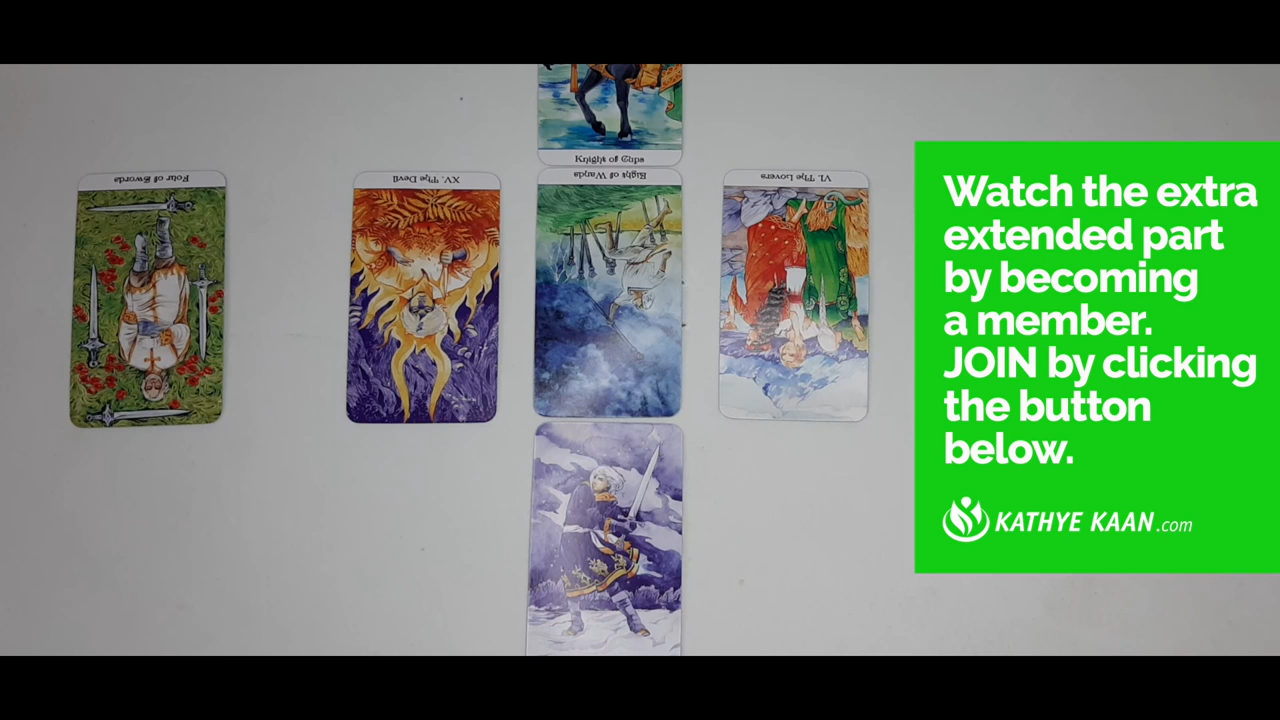 Knight of Cups
Four of Swords
XV. The Devil
Eight of Wands
VI. The Lovers
Watch the extra
extended part
by becoming
a member.
JOIN by clicking
the button
below.
KATHYE KAAN.com